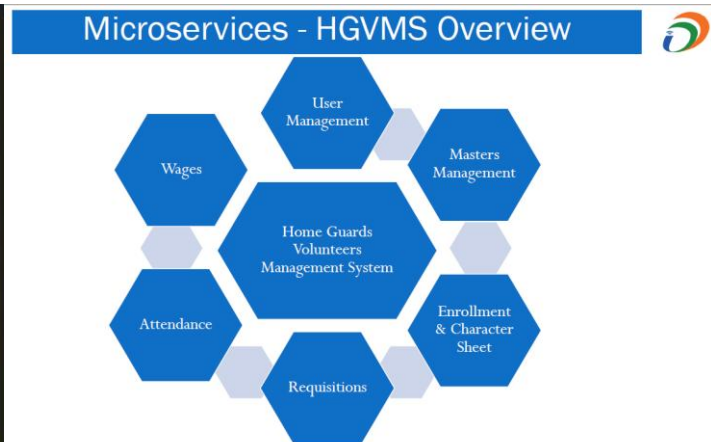 Microservices - HGVMS Overview
User
Management
Masters
Management
Wages
Home Guards
Volunteers
Management System
Enrollment
& Character
Sheet
Attendance
Requisitions